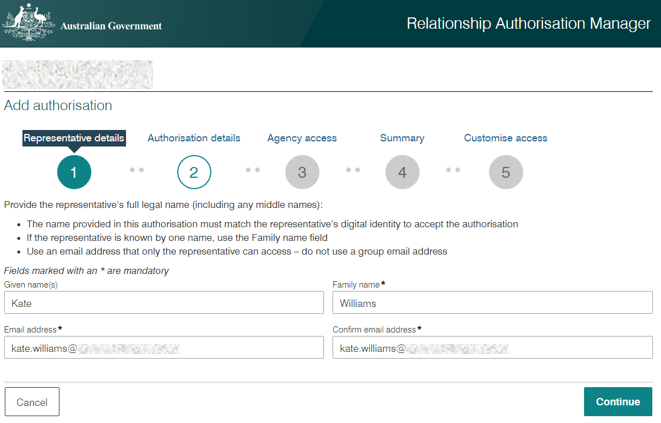 Australian Government
Relationship Authorisation Manager
Add authorisation
Representative details Authorisation details Agency access Summary Customise access
1 2 3 4 5
Provide the representative's full legal name (including any middle names):
• The name provided in this authorisation must match the representative's digital identity to accept the authorisation
• If the representative is known by one name, use the Family name field
• Use an email address that only the representative can access – do not use a group email address
Fields marked with an * are mandatory
Given name(s) Family name*
Kate Williams
Email address* Confirm email address*
kate.williams@ kate.williams@
Cancel Continue